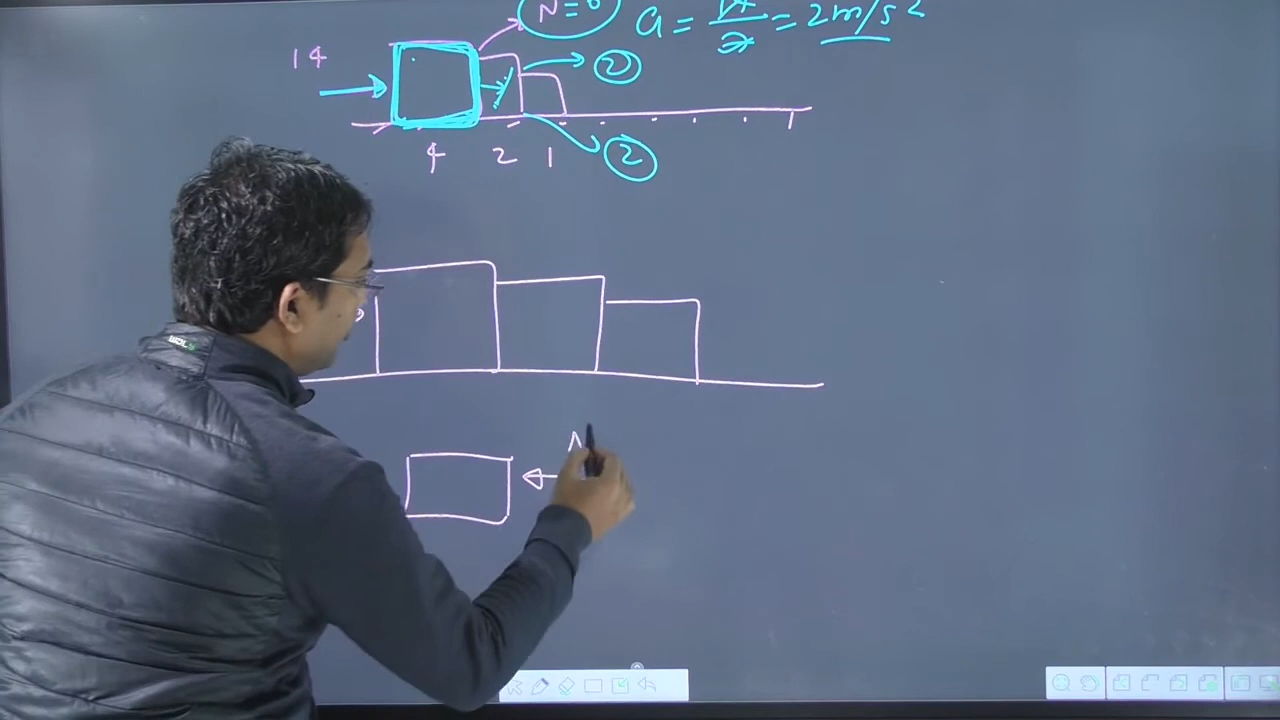 N=6
a = 14/7 = 2m/s²
14
②
②
4 2 1
N